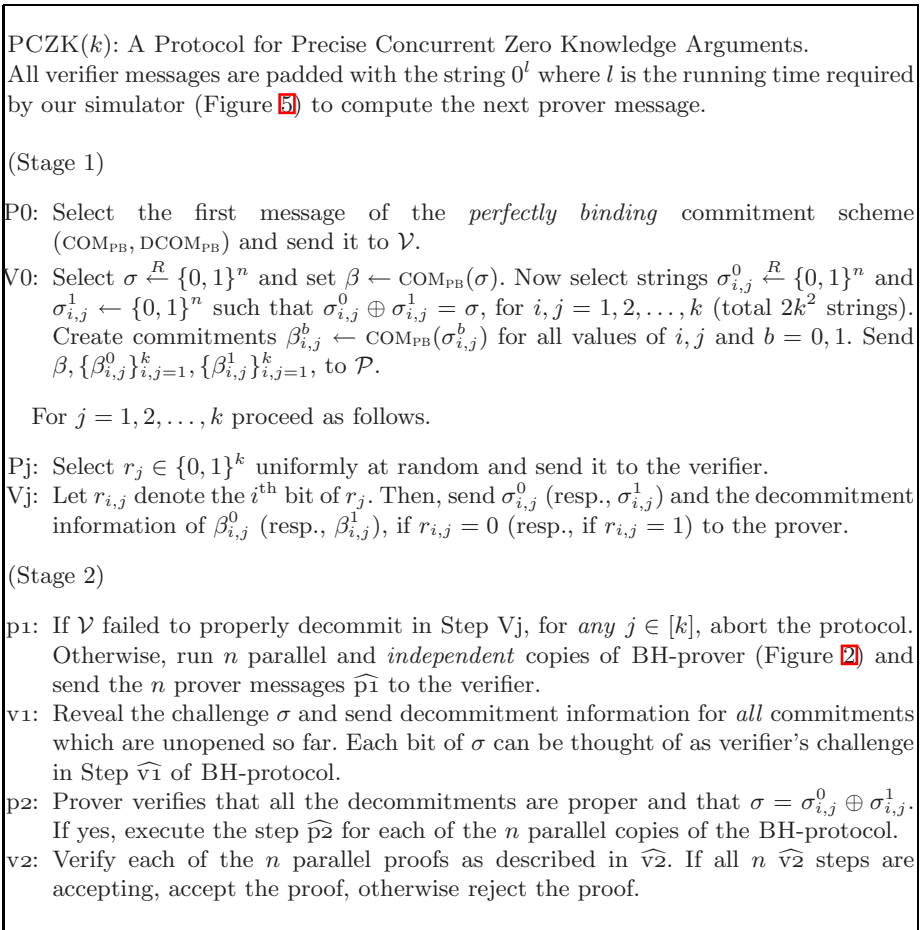 PCZK(k): A Protocol for Precise Concurrent Zero Knowledge Arguments.
All verifier messages are padded with the string 0^l where l is the running time required
by our simulator (Figure 5) to compute the next prover message.
(Stage 1)
P0: Select the first message of the perfectly binding commitment scheme
(COM_PB, DCOM_PB) and send it to 𝒱.
V0: Select σ ←^R {0, 1}^n and set β ← COM_PB(σ). Now select strings σ^0_{i,j} ←^R {0, 1}^n and
σ^1_{i,j} ← {0, 1}^n such that σ^0_{i,j} ⊕ σ^1_{i,j} = σ, for i, j = 1, 2, . . . , k (total 2k^2 strings).
Create commitments β^b_{i,j} ← COM_PB(σ^b_{i,j}) for all values of i, j and b = 0, 1. Send
β, {β^0_{i,j}}^k_{i,j=1}, {β^1_{i,j}}^k_{i,j=1}, to 𝒫.
For j = 1, 2, . . . , k proceed as follows.
Pj: Select r_j ∈ {0, 1}^k uniformly at random and send it to the verifier.
Vj: Let r_{i,j} denote the i^th bit of r_j. Then, send σ^0_{i,j} (resp., σ^1_{i,j}) and the decommitment
information of β^0_{i,j} (resp., β^1_{i,j}), if r_{i,j} = 0 (resp., if r_{i,j} = 1) to the prover.
(Stage 2)
p1: If 𝒱 failed to properly decommit in Step Vj, for any j ∈ [k], abort the protocol.
Otherwise, run n parallel and independent copies of BH-prover (Figure 2) and
send the n prover messages p̂1 to the verifier.
v1: Reveal the challenge σ and send decommitment information for all commitments
which are unopened so far. Each bit of σ can be thought of as verifier's challenge
in Step v̂1 of BH-protocol.
p2: Prover verifies that all the decommitments are proper and that σ = σ^0_{i,j} ⊕ σ^1_{i,j}.
If yes, execute the step p̂2 for each of the n parallel copies of the BH-protocol.
v2: Verify each of the n parallel proofs as described in v̂2. If all n v̂2 steps are
accepting, accept the proof, otherwise reject the proof.